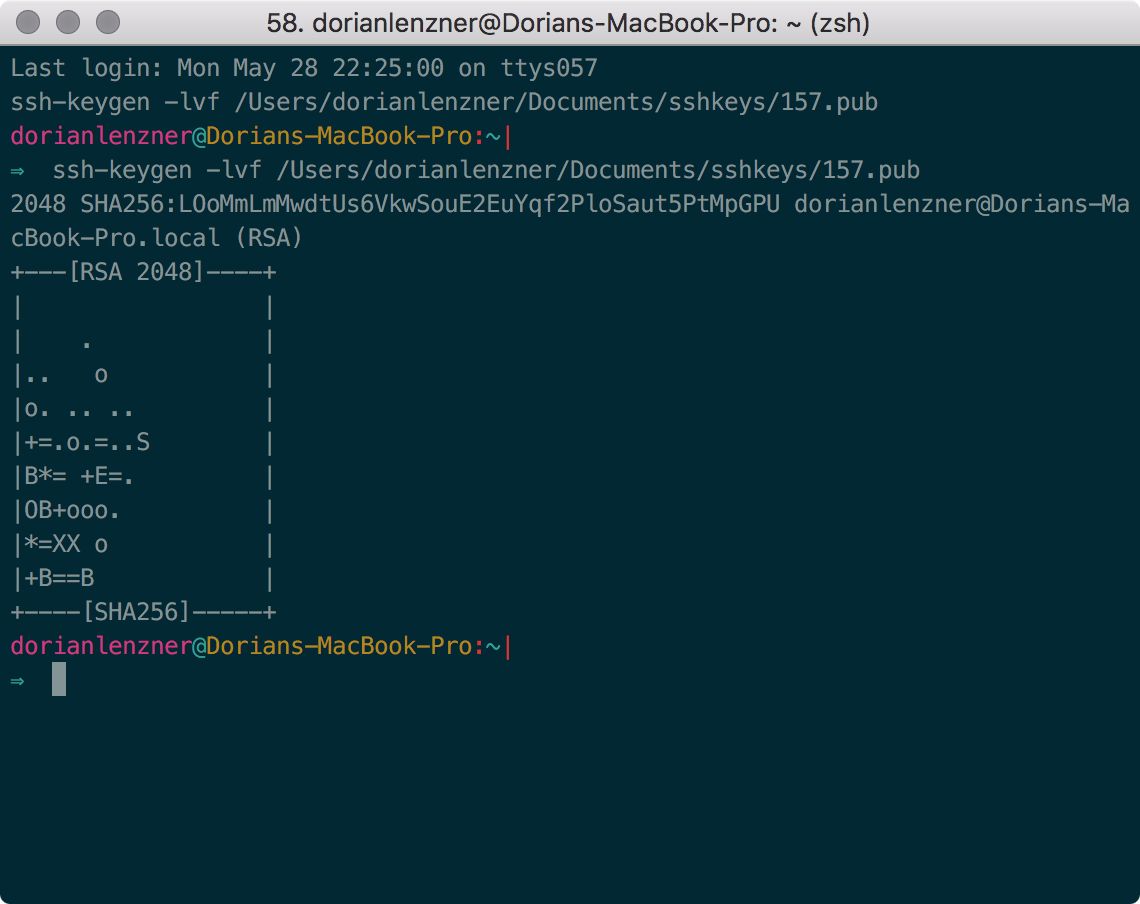 58. dorianlenzner@Dorians-MacBook-Pro: ~ (zsh)
Last login: Mon May 28 22:25:00 on ttys057
ssh-keygen -lvf /Users/dorianlenzner/Documents/sshkeys/157.pub
dorianlenzner@Dorians-MacBook-Pro:~|
⇒  ssh-keygen -lvf /Users/dorianlenzner/Documents/sshkeys/157.pub
2048 SHA256:LOoMmLmMwdtUs6VkwSouE2EuYqf2PloSaut5PtMpGPU dorianlenzner@Dorians-Ma
cBook-Pro.local (RSA)
+---[RSA 2048]----+
|                 |
|    .            |
|..   o           |
|o. .. ..         |
|+=.o.=..S        |
|B*= +E=.         |
|OB+ooo.          |
|*=XX o           |
|+B==B            |
+----[SHA256]-----+
dorianlenzner@Dorians-MacBook-Pro:~|
⇒